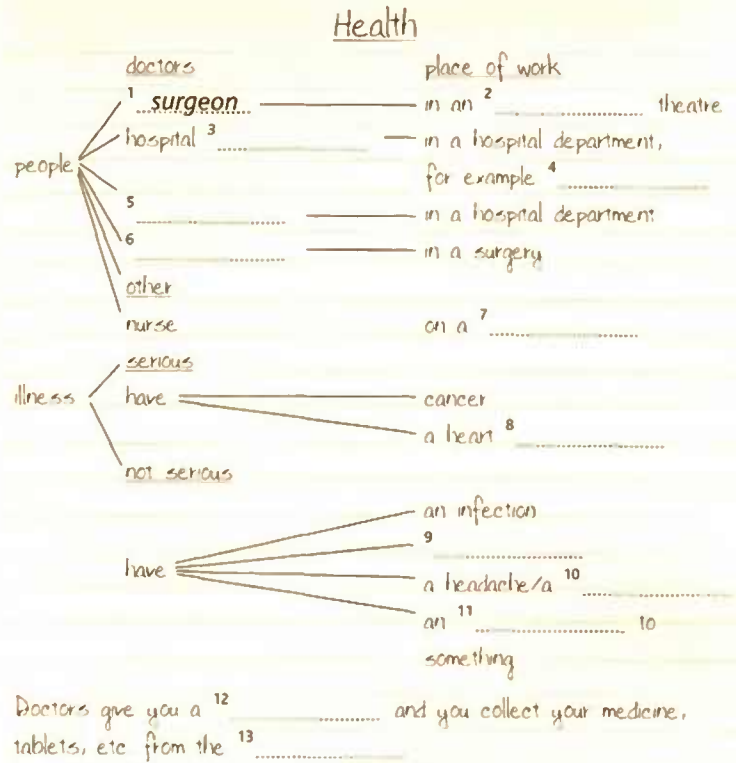 Health
doctors place of work
1 surgeon in an 2 theatre
hospital 3 in a hospital department,
people
for example 4
5 in a hospital department
6 in a surgery
other
nurse on a 7
serious
illness have cancer
a heart 8
not serious
an infection
9
have
a headache/a 10
an 11 to
something
Doctors give you a 12 and you collect your medicine,
tablets, etc from the 13